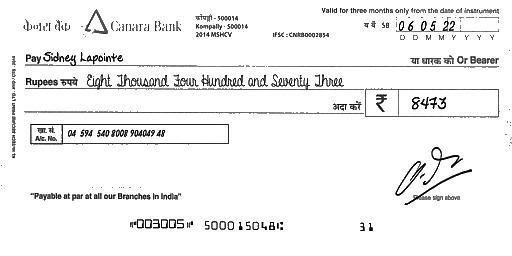 केनरा बैंक Canara Bank
कोंपल्ली - 500014
Kompally - 500014
2014 MSHCV
IFSC : CNRB0002854
Valid for three months only from the date of instrument
SB 06 05 22
D D M M Y Y Y Y
Pay Sidney Lapointe या धारक को Or Bearer
Rupees रुपये Eight Thousand Four Hundred and Seventy Three
अदा करें ₹ 8473
खा. सं.
A/c. No. 04 594 540 8008 904049 48
Please sign above
"Payable at par at all our Branches in India"
⑈003005⑈ 500015048⑆ 31